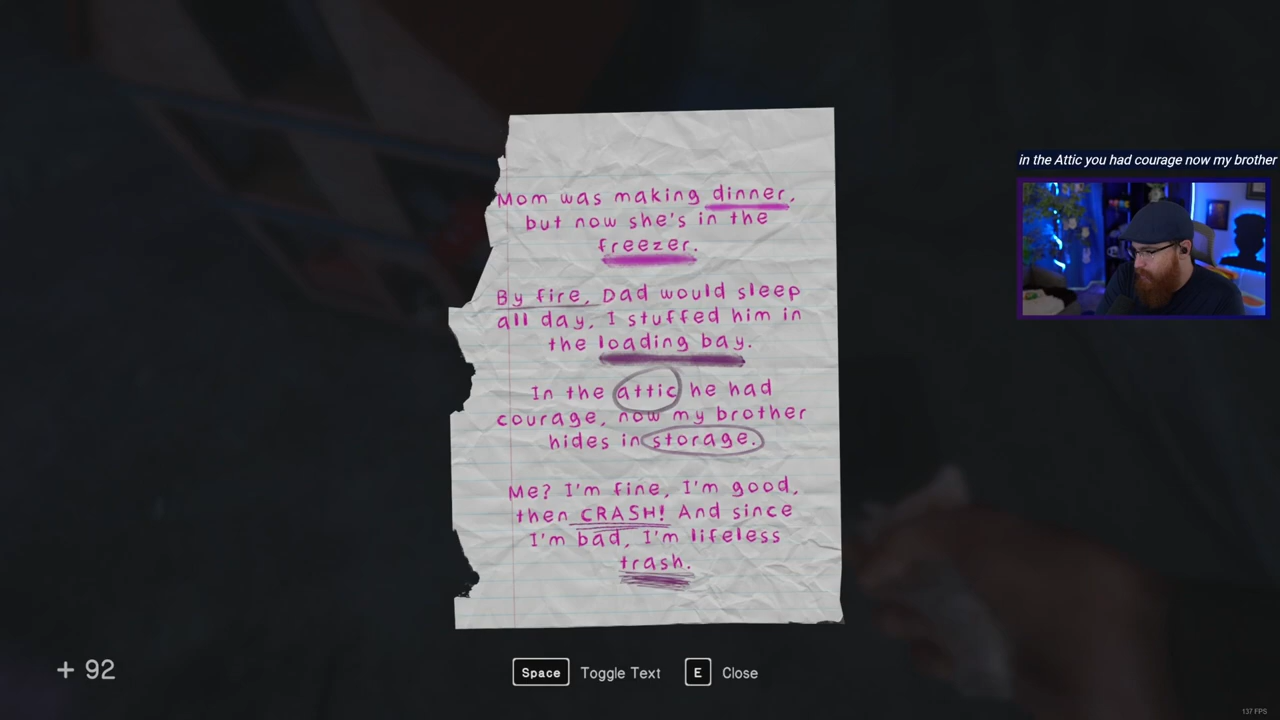 Mom was making dinner,
but now she's in the
freezer.
By fire, Dad would sleep
all day, I stuffed him in
the loading bay.
In the attic he had
courage, now my brother
hides in storage.
Me? I'm fine, I'm good,
then CRASH! And since
I'm bad, I'm lifeless
trash.
in the Attic you had courage now my brother
+ 92
Space Toggle Text E Close
137 FPS